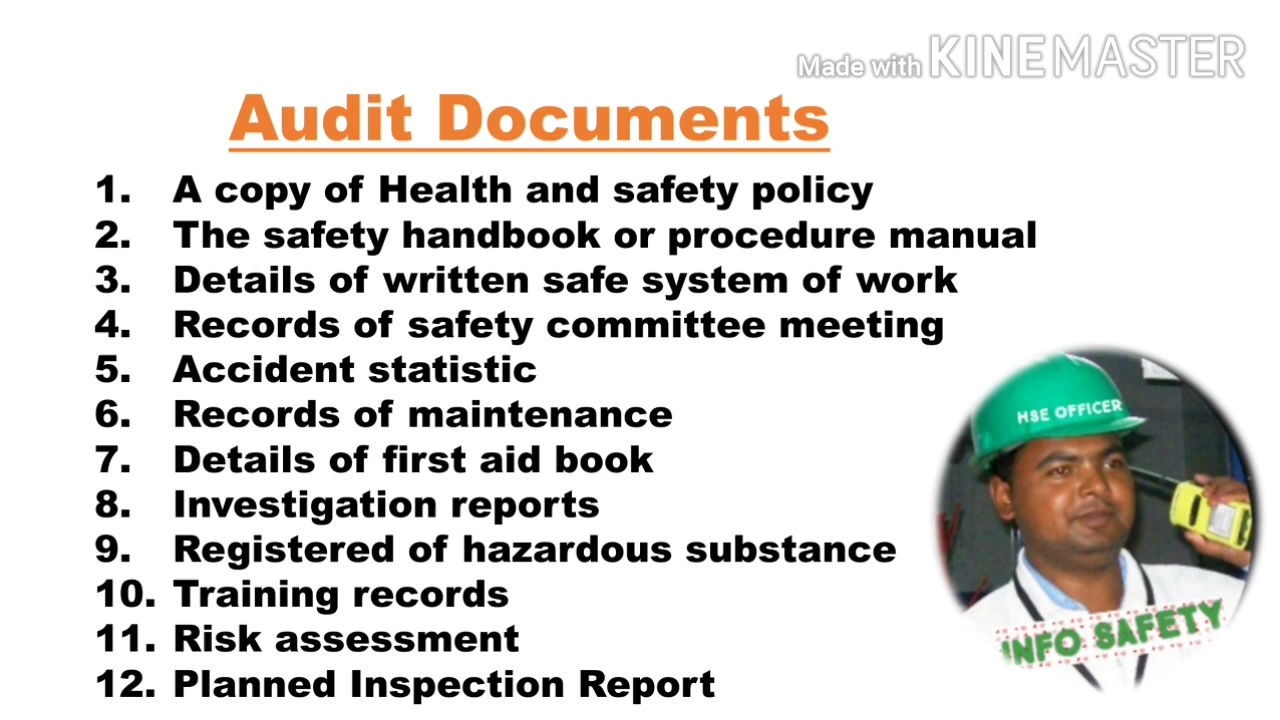 Made with KINEMASTER
Audit Documents
1. A copy of Health and safety policy
2. The safety handbook or procedure manual
3. Details of written safe system of work
4. Records of safety committee meeting
5. Accident statistic
6. Records of maintenance
7. Details of first aid book
8. Investigation reports
9. Registered of hazardous substance
10. Training records
11. Risk assessment
12. Planned Inspection Report
HSE OFFICER
INFO SAFETY